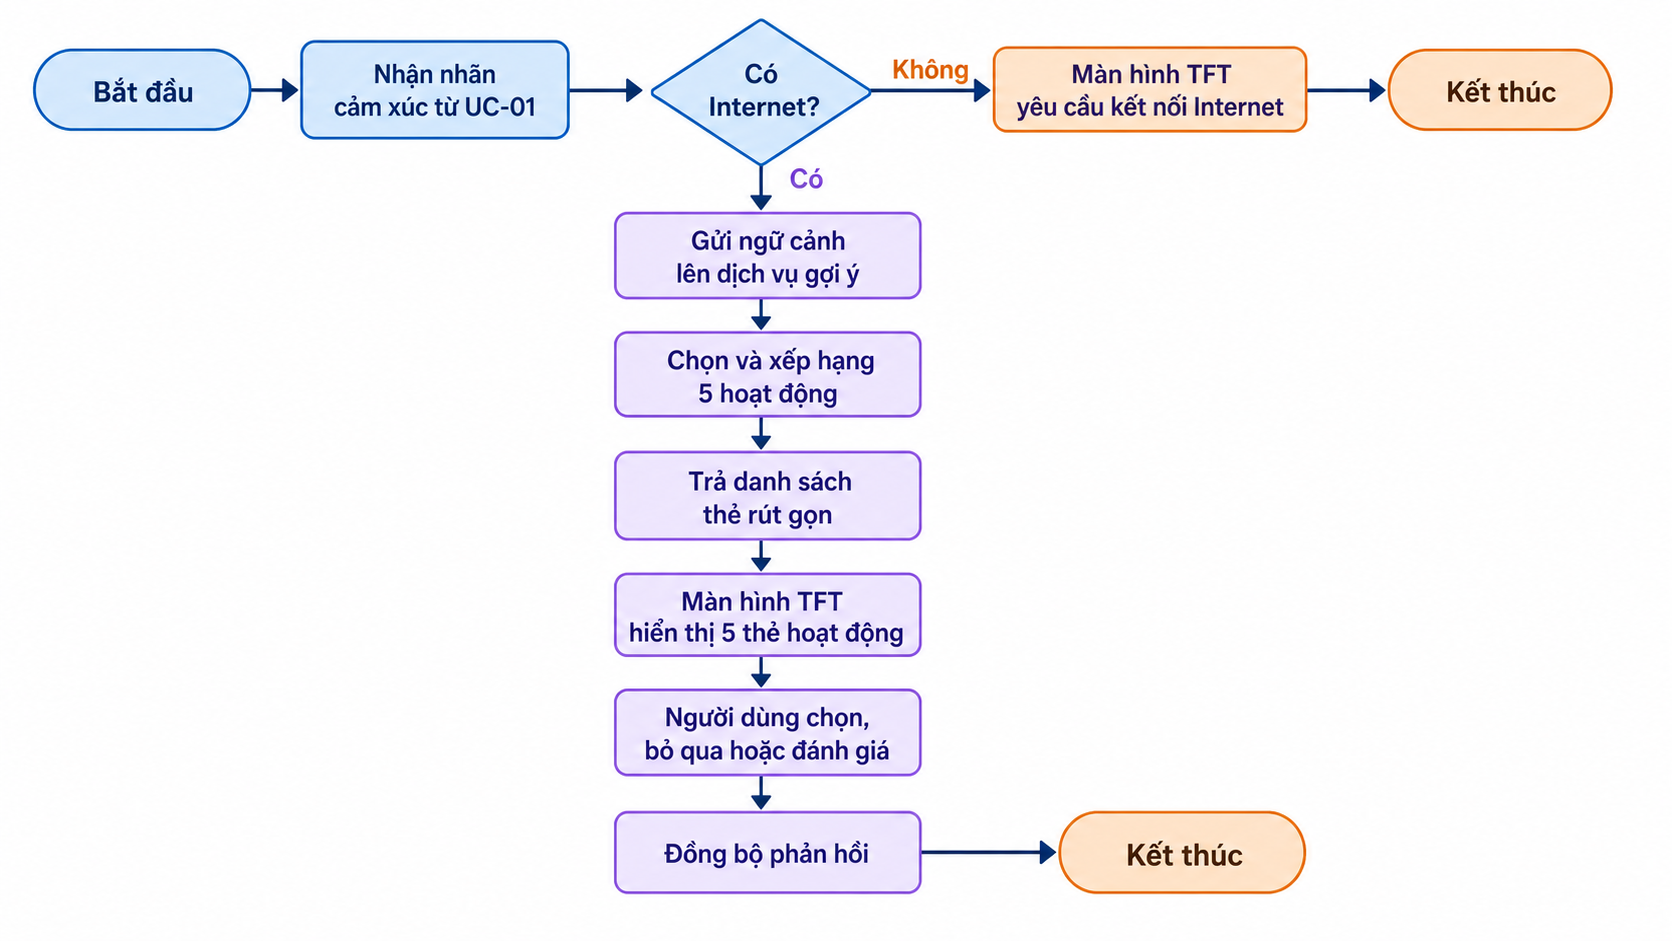 Bắt đầu
Nhận nhãn
cảm xúc từ UC-01
Có
Internet?
Không
Màn hình TFT
yêu cầu kết nối Internet
Kết thúc
Có
Gửi ngữ cảnh
lên dịch vụ gợi ý
Chọn và xếp hạng
5 hoạt động
Trả danh sách
thẻ rút gọn
Màn hình TFT
hiển thị 5 thẻ hoạt động
Người dùng chọn,
bỏ qua hoặc đánh giá
Đồng bộ phản hồi
Kết thúc